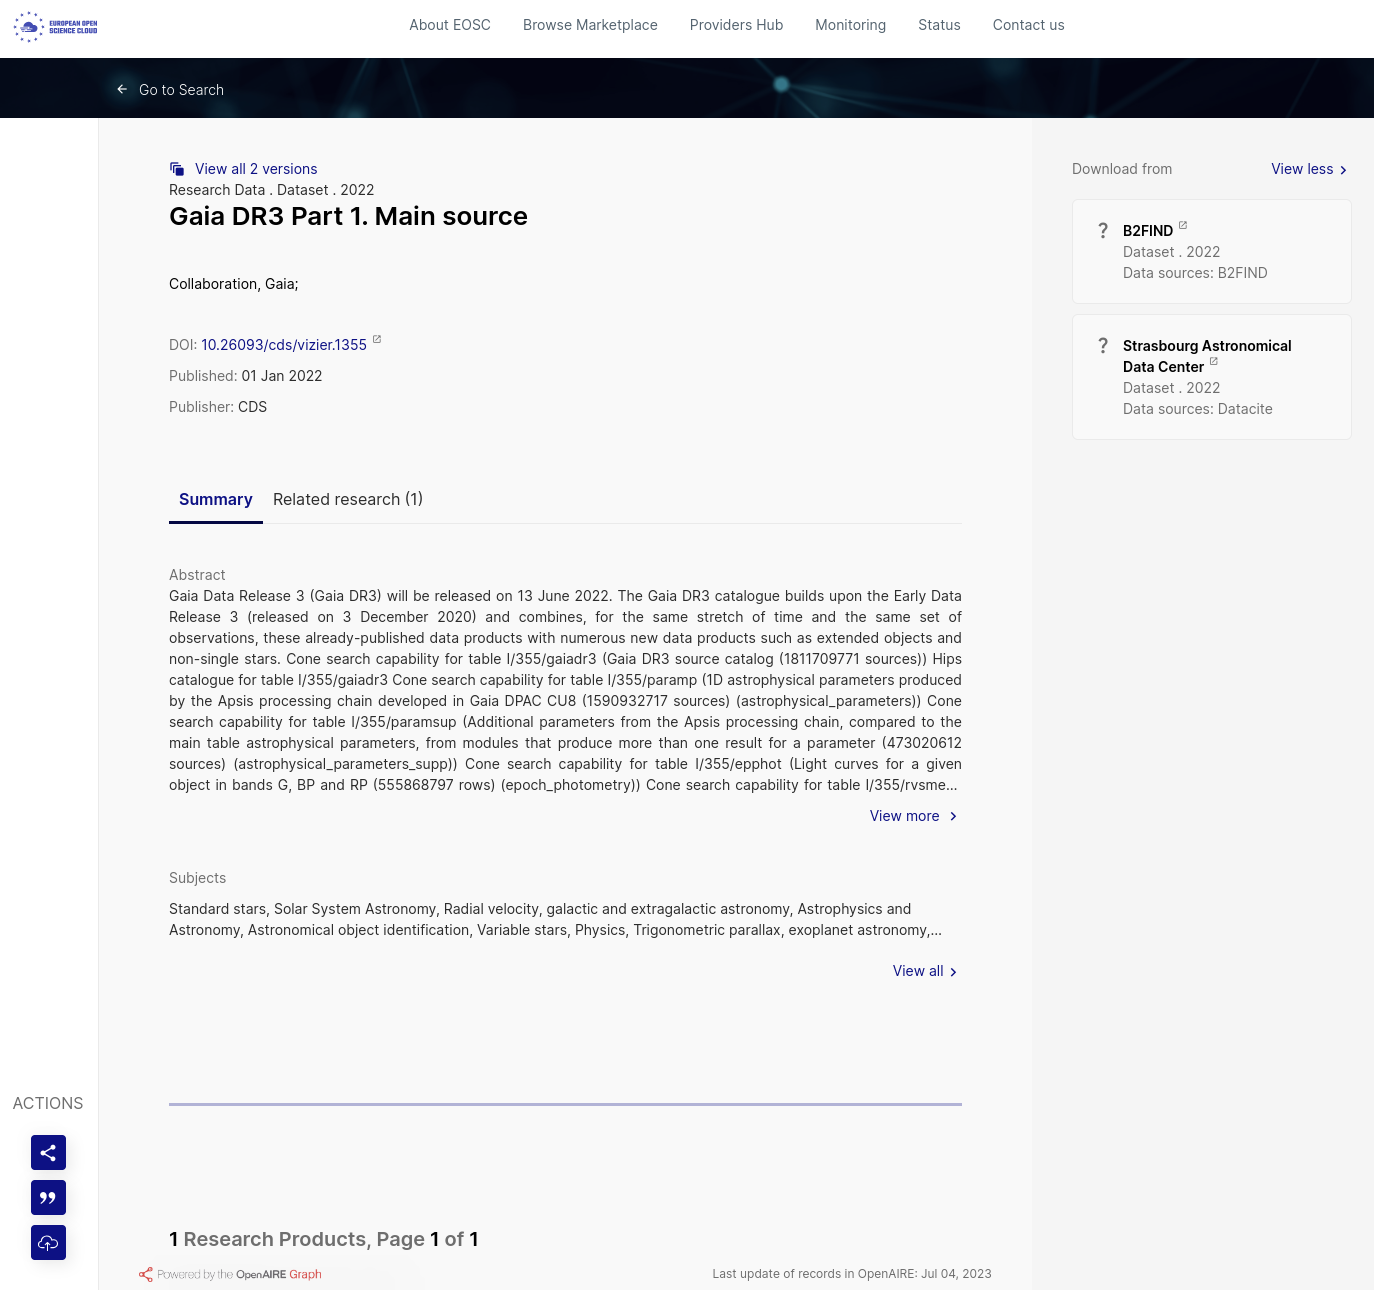 EUROPEAN OPEN
SCIENCE CLOUD
About EOSC
Browse Marketplace
Providers Hub
Monitoring
Status
Contact us
Go to Search
View all 2 versions
Research Data . Dataset . 2022
Gaia DR3 Part 1. Main source
Collaboration, Gaia;
DOI: 10.26093/cds/vizier.1355
Published: 01 Jan 2022
Publisher: CDS
Summary
Related research (1)
Abstract
Gaia Data Release 3 (Gaia DR3) will be released on 13 June 2022. The Gaia DR3 catalogue builds upon the Early Data
Release 3 (released on 3 December 2020) and combines, for the same stretch of time and the same set of
observations, these already-published data products with numerous new data products such as extended objects and
non-single stars. Cone search capability for table I/355/gaiadr3 (Gaia DR3 source catalog (1811709771 sources)) Hips
catalogue for table I/355/gaiadr3 Cone search capability for table I/355/paramp (1D astrophysical parameters produced
by the Apsis processing chain developed in Gaia DPAC CU8 (1590932717 sources) (astrophysical_parameters)) Cone
search capability for table I/355/paramsup (Additional parameters from the Apsis processing chain, compared to the
main table astrophysical parameters, from modules that produce more than one result for a parameter (473020612
sources) (astrophysical_parameters_supp)) Cone search capability for table I/355/epphot (Light curves for a given
object in bands G, BP and RP (555868797 rows) (epoch_photometry)) Cone search capability for table I/355/rvsme...
View more
Subjects
Standard stars, Solar System Astronomy, Radial velocity, galactic and extragalactic astronomy, Astrophysics and
Astronomy, Astronomical object identification, Variable stars, Physics, Trigonometric parallax, exoplanet astronomy,...
View all
1 Research Products, Page 1 of 1
Download from
View less
?
B2FIND
Dataset . 2022
Data sources: B2FIND
?
Strasbourg Astronomical
Data Center
Dataset . 2022
Data sources: Datacite
ACTIONS
Powered by the OpenAIRE Graph
Last update of records in OpenAIRE: Jul 04, 2023